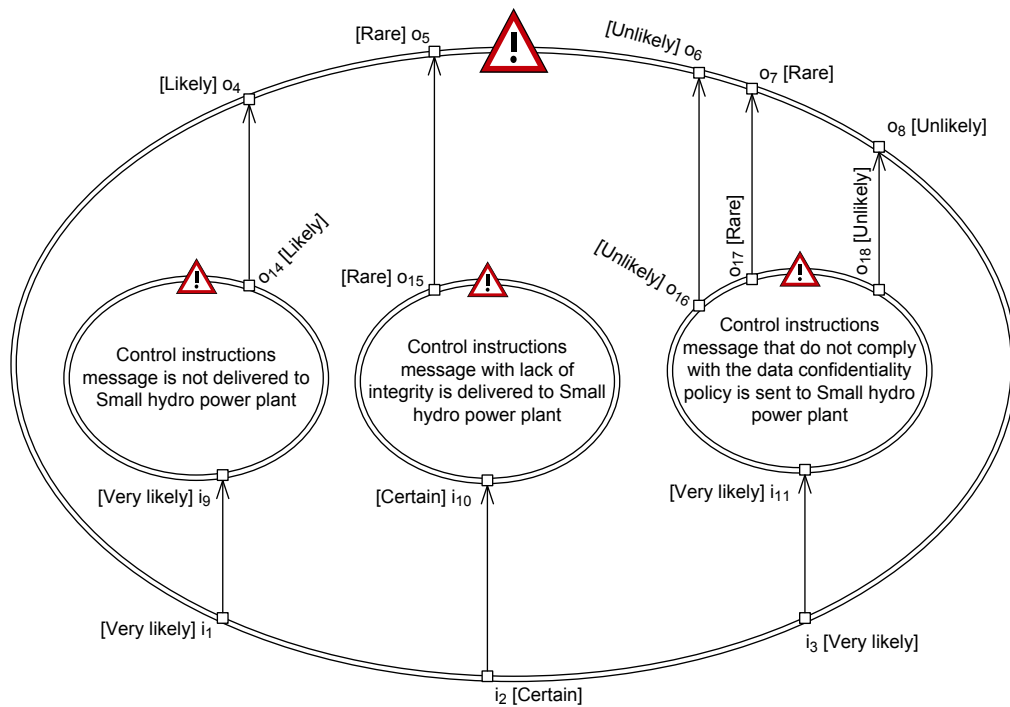 [Rare] o5
[Unlikely] o6
o7 [Rare]
[Likely] o4
o8 [Unlikely]
o14 [Likely]
[Rare] o15
[Unlikely] o16
o17 [Rare]
o18 [Unlikely]
Control instructions
message is not delivered to
Small hydro power plant
Control instructions
message with lack of
integrity is delivered to Small
hydro power plant
Control instructions
message that do not comply
with the data confidentiality
policy is sent to Small hydro
power plant
[Very likely] i9
[Certain] i10
[Very likely] i11
[Very likely] i1
i2 [Certain]
i3 [Very likely]